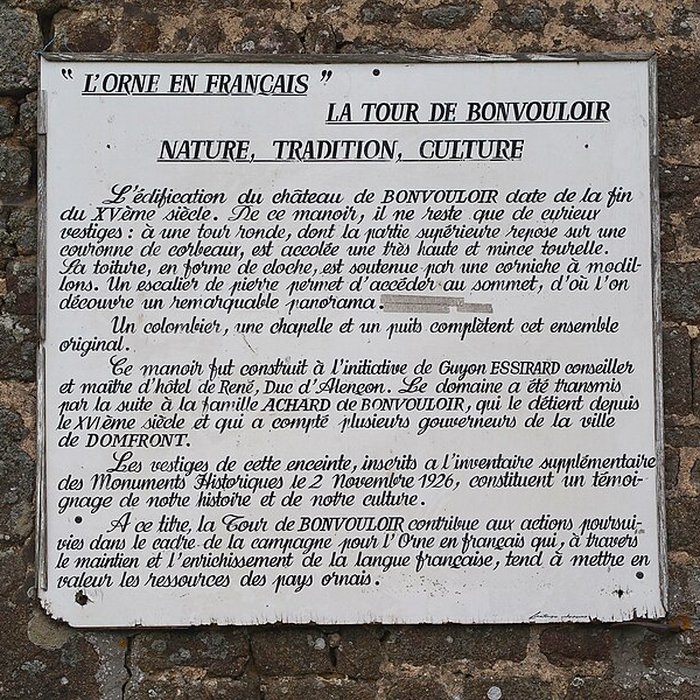 " L'ORNE EN FRANÇAIS "
LA TOUR DE BONVOULOIR
NATURE, TRADITION, CULTURE
L'édification du château de BONVOULOIR date de la fin
du XVème siècle. De ce manoir, il ne reste que de curieux
vestiges : à une tour ronde, dont la partie supérieure repose sur une
couronne de corbeaux, est accolée une très haute et mince tourelle.
Sa toiture, en forme de cloche, est soutenue par une corniche à modil-
lons. Un escalier de pierre permet d'accéder au sommet, d'où l'on
découvre un remarquable panorama.
Un colombier, une chapelle et un puits complètent cet ensemble
original.
Ce manoir fut construit à l'initiative de Guyon ESSIRARD conseiller
et maître d'hôtel de René, Duc d'Alençon. Le domaine a été transmis
par la suite à la famille ACHARD de BONVOULOIR, qui le détient depuis
le XVIème siècle et qui a compté plusieurs gouverneurs de la ville
de DOMFRONT.
Les vestiges de cette enceinte, inscrits a l'inventaire supplémentaire
des Monuments Historiques le 2 Novembre 1926, constituent un témoi-
gnage de notre histoire et de notre culture.
A ce titre, la Tour de BONVOULOIR contribue aux actions poursui-
vies dans le cadre de la campagne pour l'Orne en français qui, à travers
le maintien et l'enrichissement de la langue française, tend à mettre en
valeur les ressources des pays ornais.